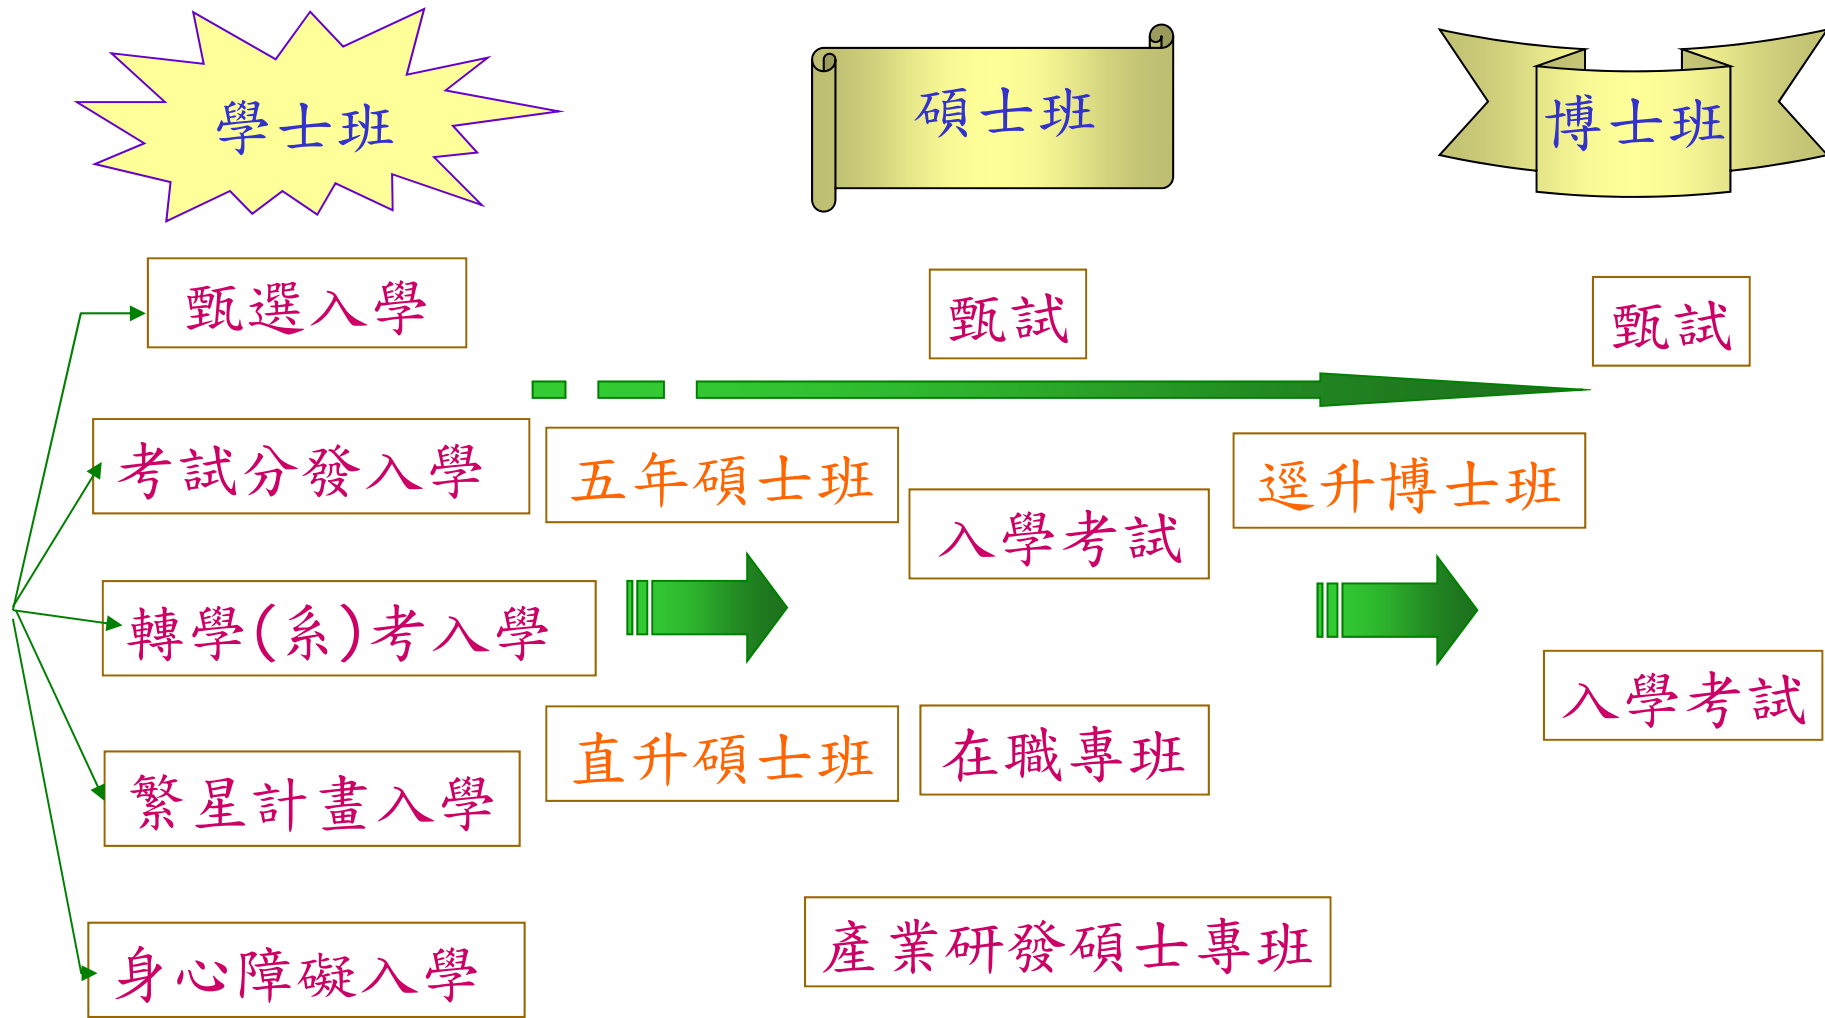 學士班
碩士班
博士班
甄選入學
甄試
甄試
考試分發入學
五年碩士班
入學考試
逕升博士班
轉學(系)考入學
入學考試
繁星計畫入學
直升碩士班
在職專班
身心障礙入學
產業研發碩士專班